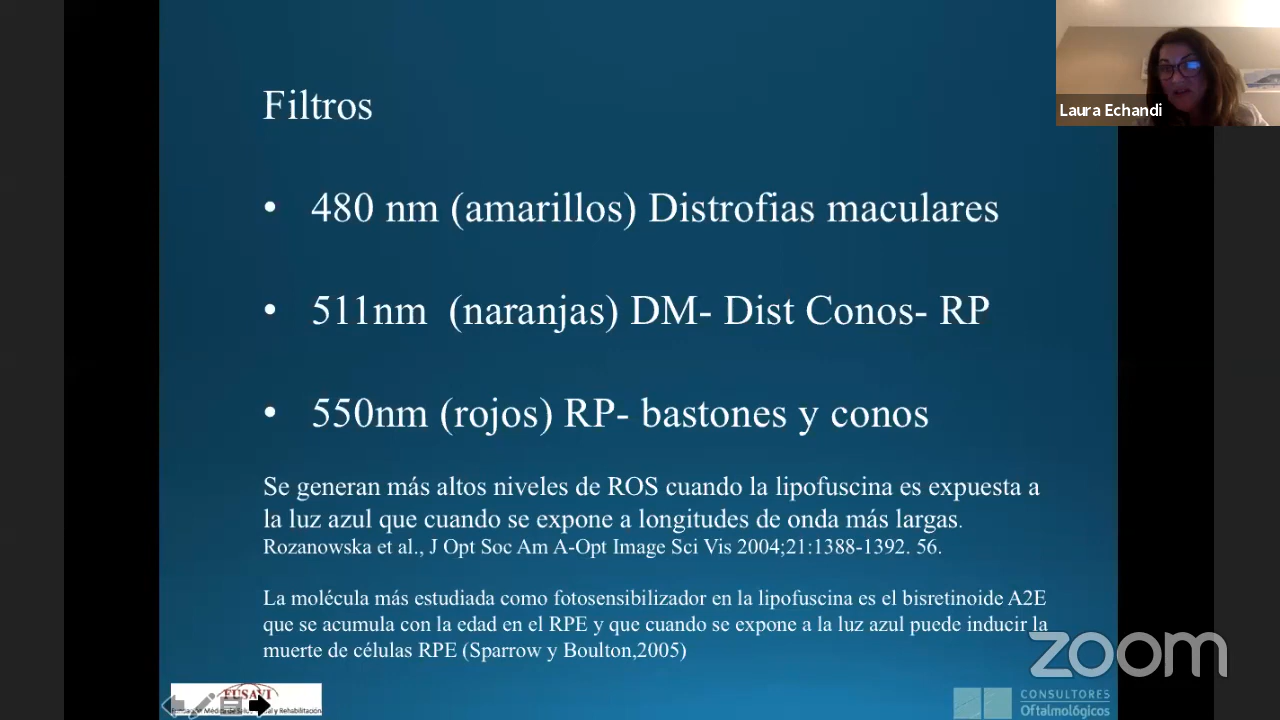 Laura Echandi
Filtros
• 480 nm (amarillos) Distrofias maculares
• 511nm (naranjas) DM- Dist Conos- RP
• 550nm (rojos) RP- bastones y conos
Se generan más altos niveles de ROS cuando la lipofuscina es expuesta a
la luz azul que cuando se expone a longitudes de onda más largas.
Rozanowska et al., J Opt Soc Am A-Opt Image Sci Vis 2004;21:1388-1392. 56.
La molécula más estudiada como fotosensibilizador en la lipofuscina es el bisretinoide A2E
que se acumula con la edad en el RPE y que cuando se expone a la luz azul puede inducir la
muerte de células RPE (Sparrow y Boulton,2005)
zoom
FUSAVI
y Rehabilitación
CONSULTORES
Oftalmológicos